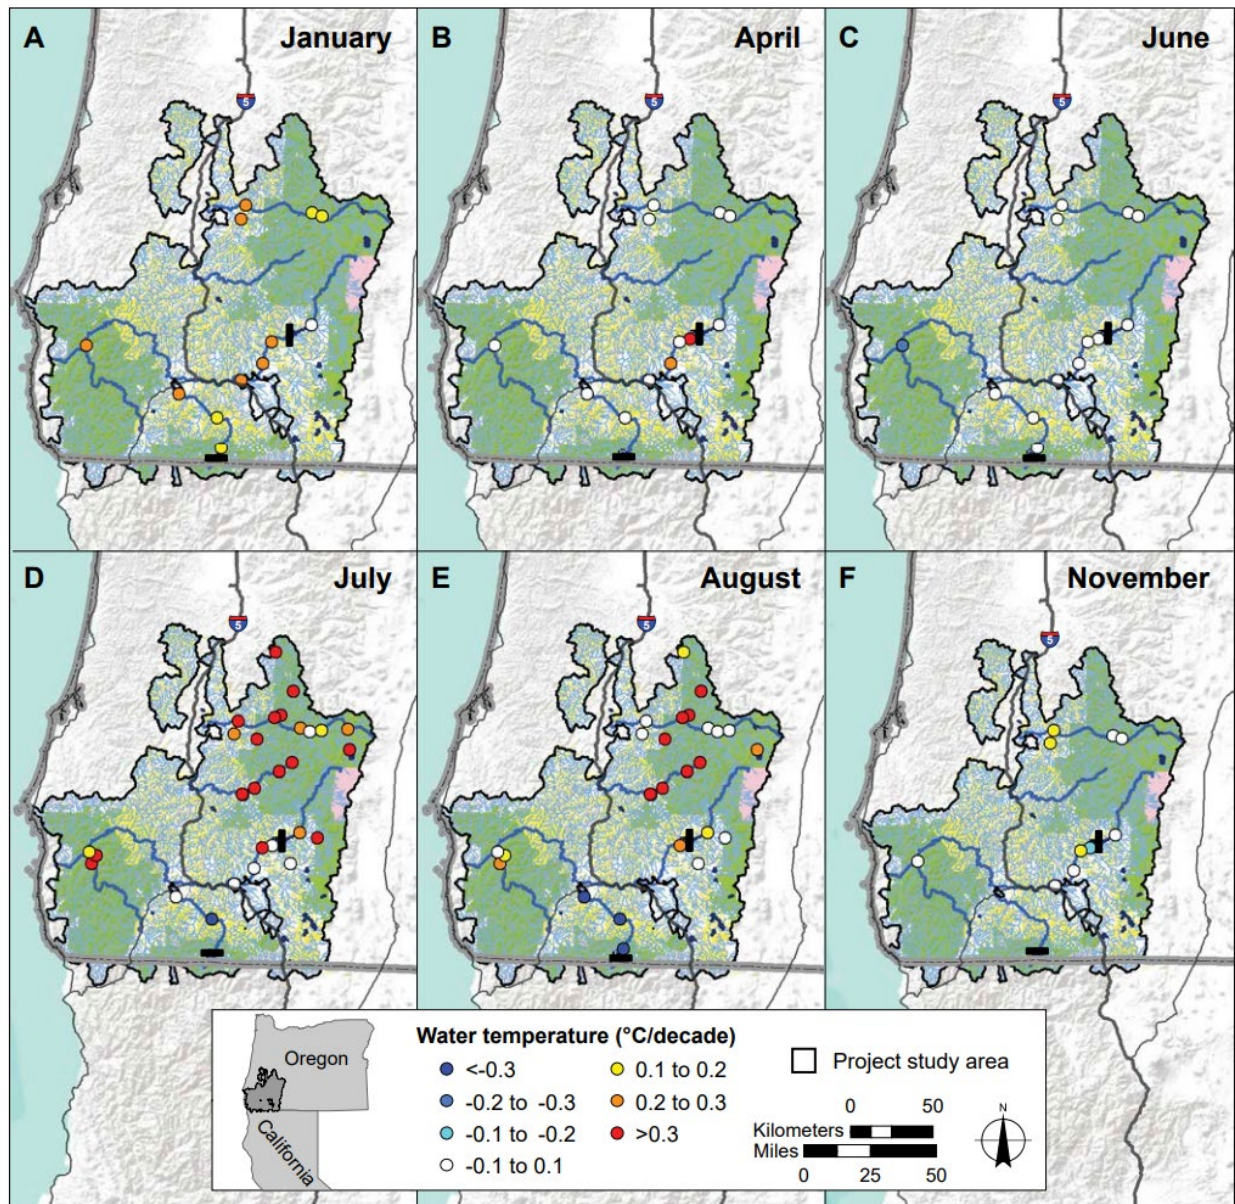 A January
B April
C June
5
5
5
D July
E August
F November
5
5
5
Oregon
California
Water temperature (°C/decade)
<-0.3
-0.2 to -0.3
-0.1 to -0.2
-0.1 to 0.1
0.1 to 0.2
0.2 to 0.3
>0.3
Project study area
0 50
Kilometers
Miles
0 25 50
N